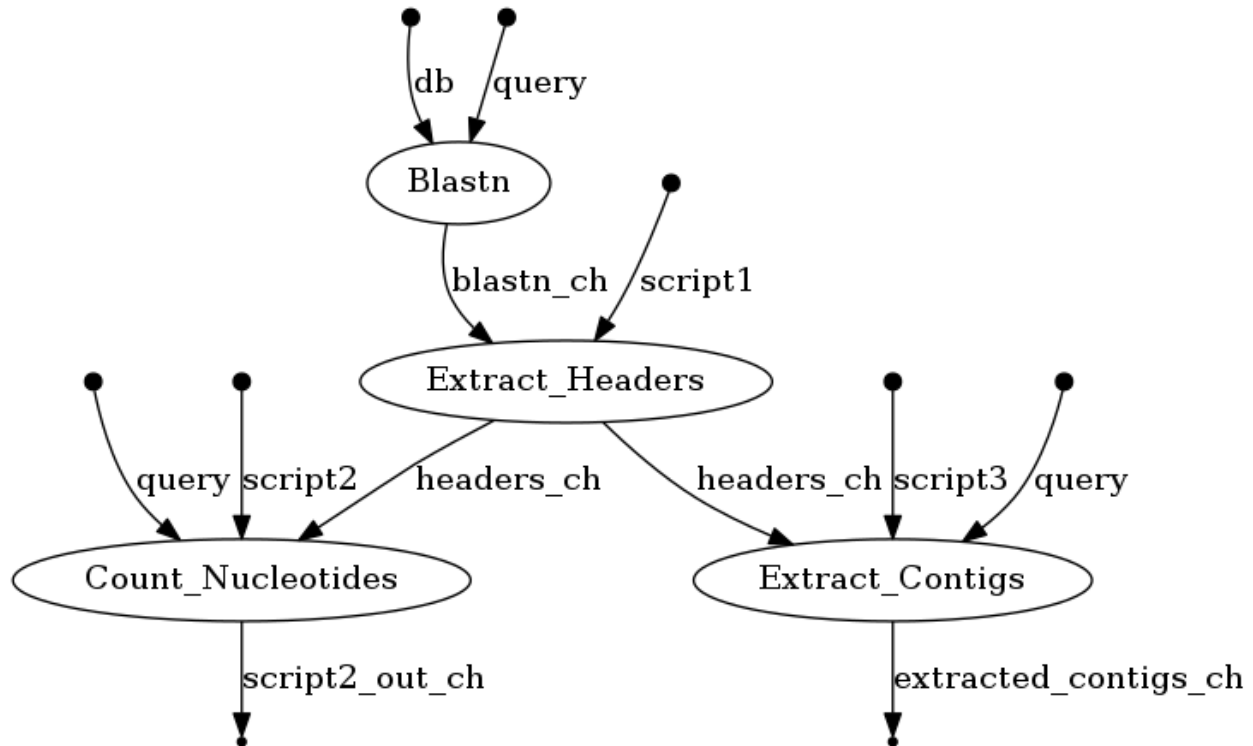 db query
Blastn
blastn_ch script1
Extract_Headers
query script2 headers_ch headers_ch script3 query
Count_Nucleotides Extract_Contigs
script2_out_ch extracted_contigs_ch